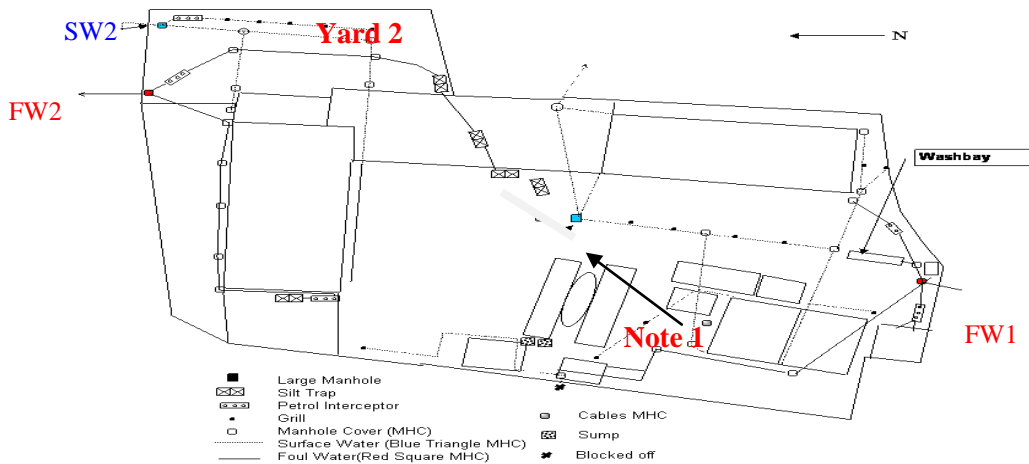 SW2
Yard 2
N
FW2
Washbay
Note 1
FW1
Large Manhole
Silt Trap
Petrol Interceptor
Grill
Manhole Cover (MHC)
Surface Water (Blue Triangle MHC)
Foul Water(Red Square MHC)
Cables MHC
Sump
Blocked off